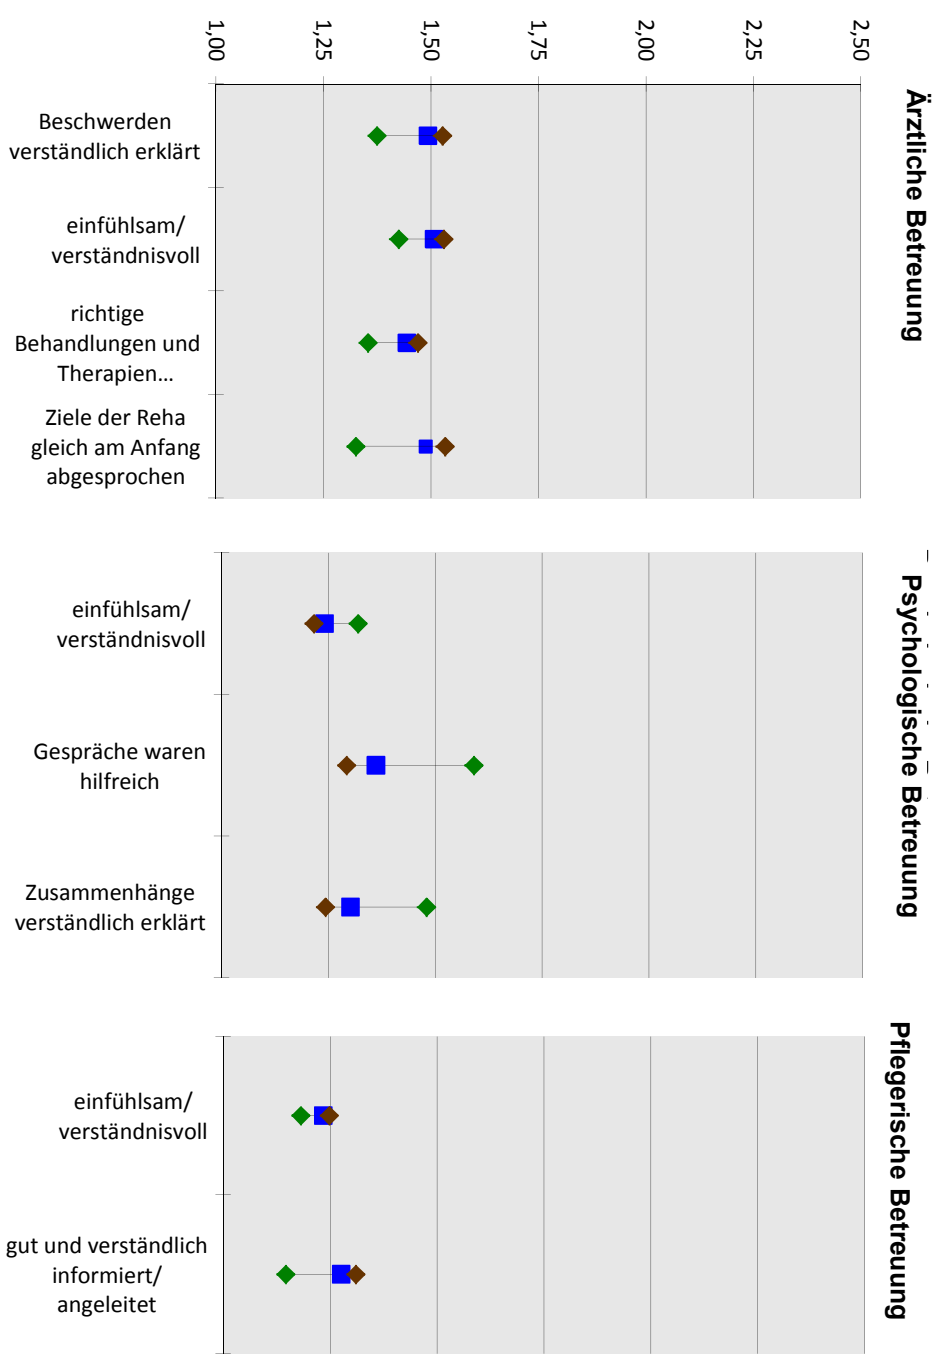 1,00
1,25
1,50
1,75
2,00
2,25
2,50
Ärztliche Betreuung
Beschwerden
verständlich erklärt
einfühlsam/
verständnisvoll
richtige
Behandlungen und
Therapien…
Ziele der Reha
gleich am Anfang
abgesprochen
Psychologische Betreuung
einfühlsam/
verständnisvoll
Gespräche waren
hilfreich
Zusammenhänge
verständlich erklärt
Pflegerische Betreuung
einfühlsam/
verständnisvoll
gut und verständlich
informiert/
angeleitet